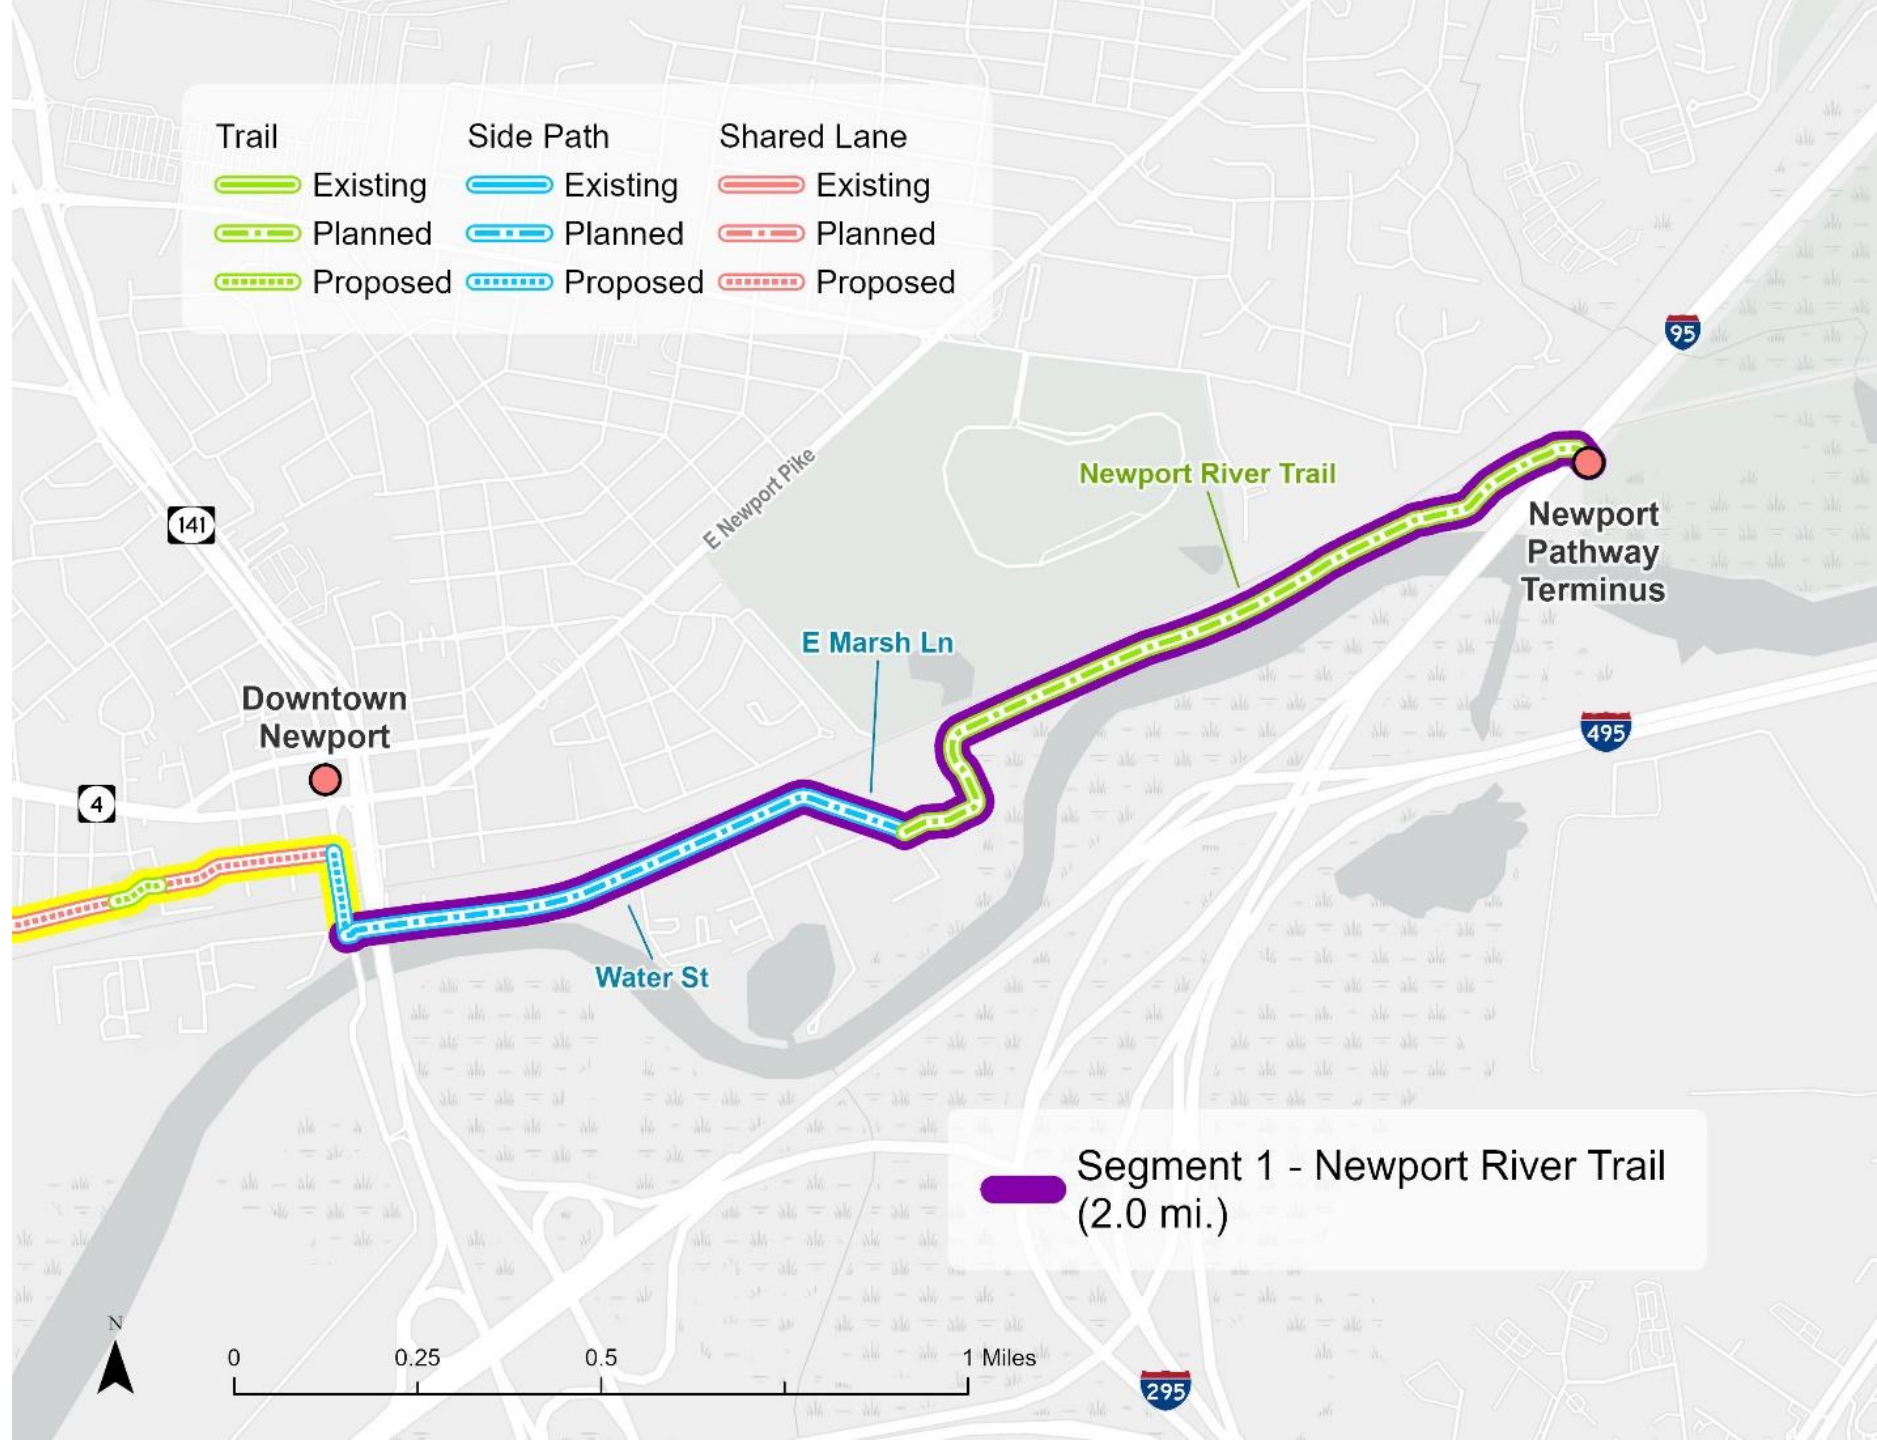 Trail Side Path Shared Lane
Existing Existing Existing
Planned Planned Planned
Proposed Proposed Proposed
95
E Newport Pike
Newport River Trail
141
Newport
Pathway
Terminus
E Marsh Ln
Downtown
Newport
495
4
Water St
Segment 1 - Newport River Trail
(2.0 mi.)
N
0 0.25 0.5 1 Miles
295